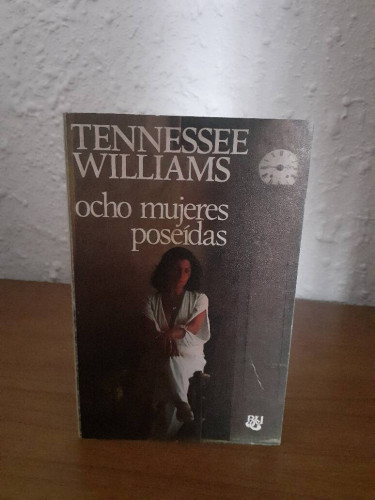 TENNESSEE
WILLIAMS
ocho mujeres
poseídas